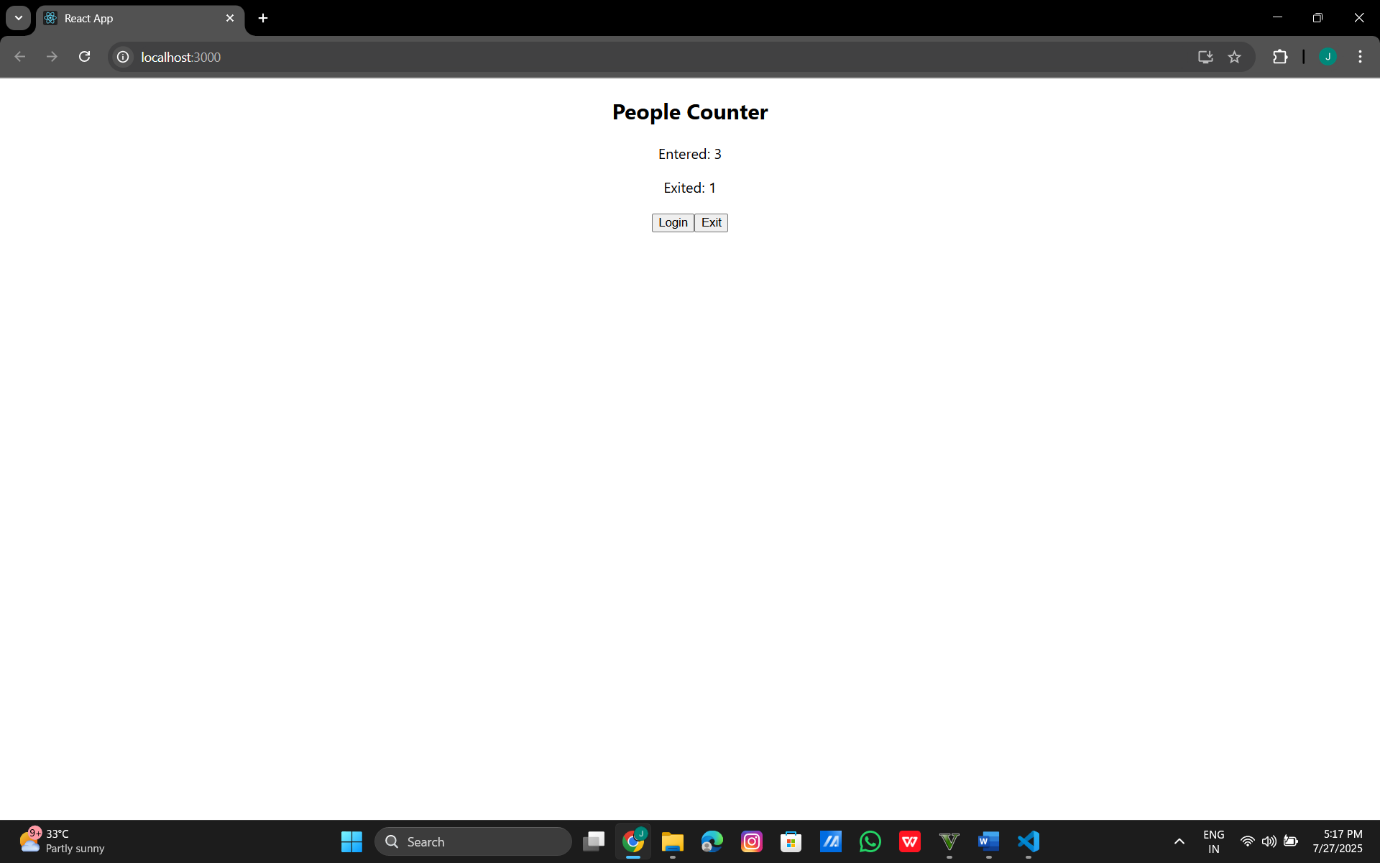 React App
localhost:3000
People Counter
Entered: 3
Exited: 1
Login Exit
9+ 33°C
Partly sunny
Search
J
ENG
IN
5:17 PM
7/27/2025